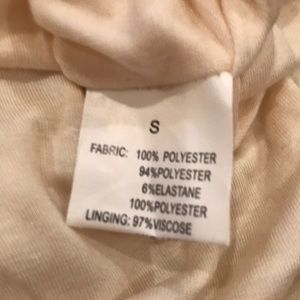 S
FABRIC: 100% POLYESTER
94%POLYESTER
6%ELASTANE
100%POLYESTER
LINGING: 97%VISCOSE